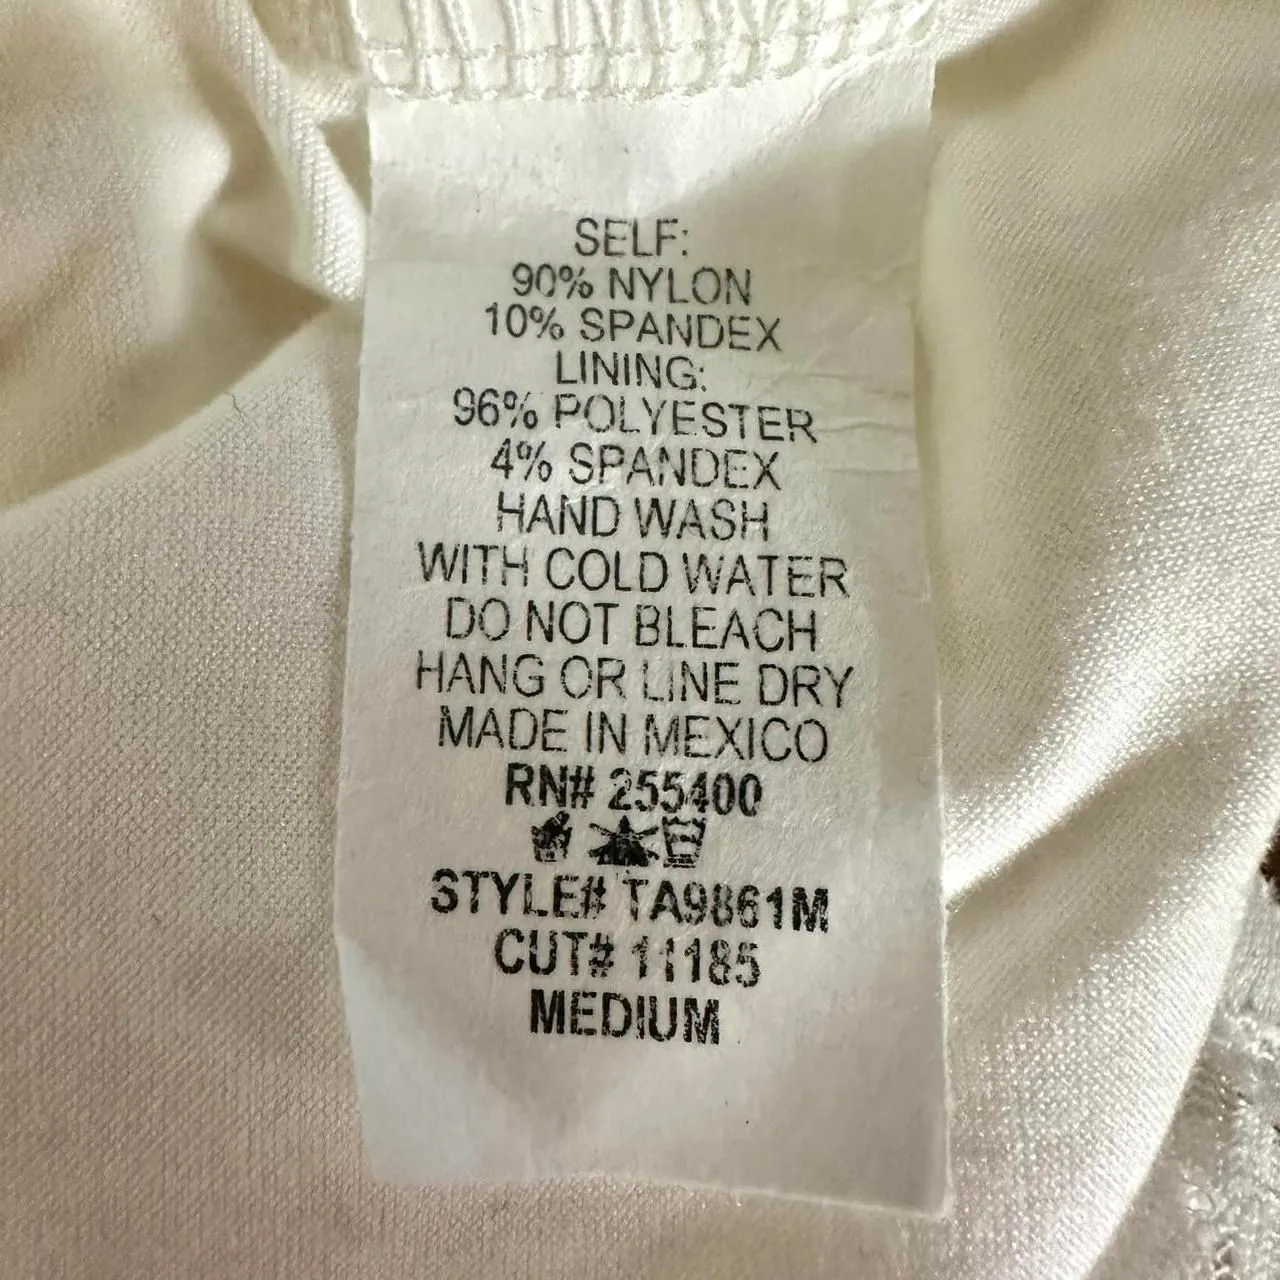 SELF:
90% NYLON
10% SPANDEX
LINING:
96% POLYESTER
4% SPANDEX
HAND WASH
WITH COLD WATER
DO NOT BLEACH
HANG OR LINE DRY
MADE IN MEXICO
RN# 255400
STYLE# TA9861M
CUT# 11185
MEDIUM